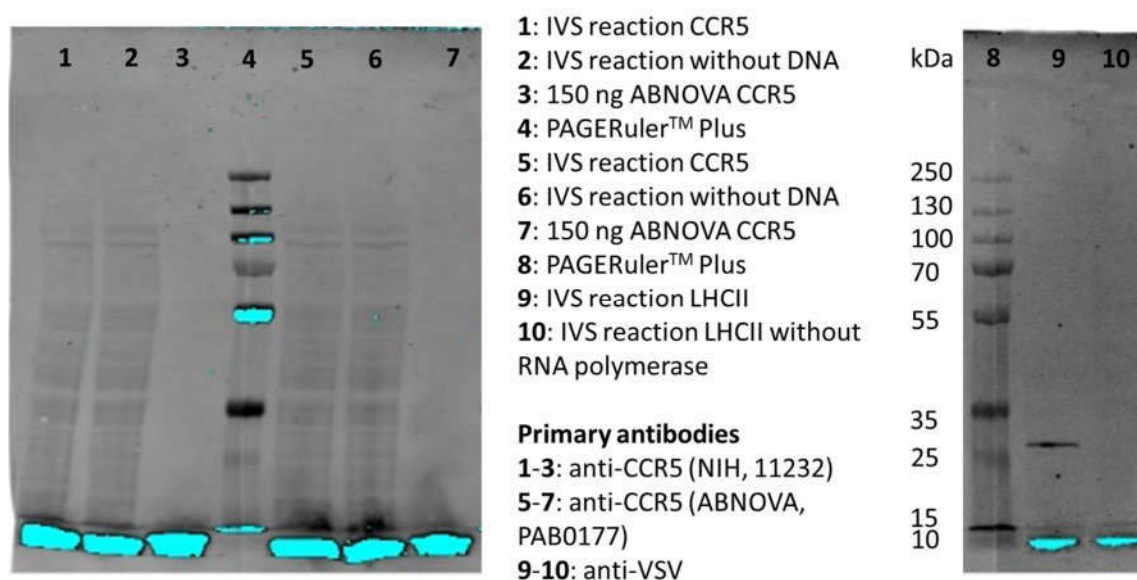 1 2 3 4 5 6 7
1: IVS reaction CCR5
2: IVS reaction without DNA
3: 150 ng ABNOVA CCR5
4: PAGERuler™ Plus
5: IVS reaction CCR5
6: IVS reaction without DNA
7: 150 ng ABNOVA CCR5
8: PAGERuler™ Plus
9: IVS reaction LHCII
10: IVS reaction LHCII without
RNA polymerase
Primary antibodies
1-3: anti-CCR5 (NIH, 11232)
5-7: anti-CCR5 (ABNOVA,
PAB0177)
9-10: anti-VSV
kDa 8 9 10
250
130
100
70
55
35
25
15
10